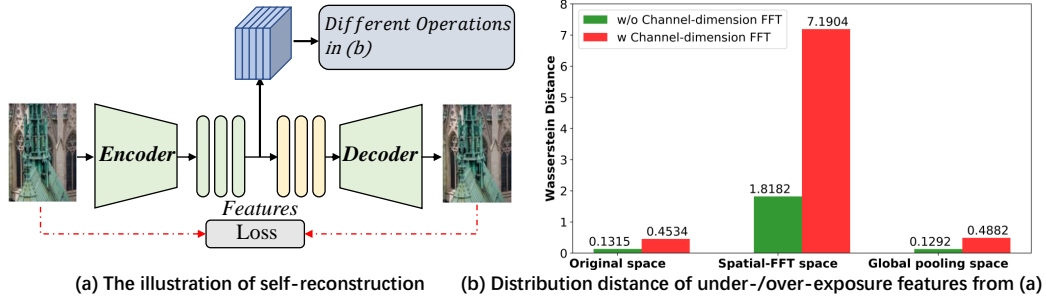 Different Operations
in (b)
Encoder
Decoder
Features
Loss
(a) The illustration of self-reconstruction
w/o Channel-dimension FFT
w Channel-dimension FFT
Wasserstein Distance
8
7
6
5
4
3
2
1
0
0.1315
0.4534
1.8182
7.1904
0.1292
0.4882
Original space
Spatial-FFT space
Global pooling space
(b) Distribution distance of under-/over-exposure features from (a)